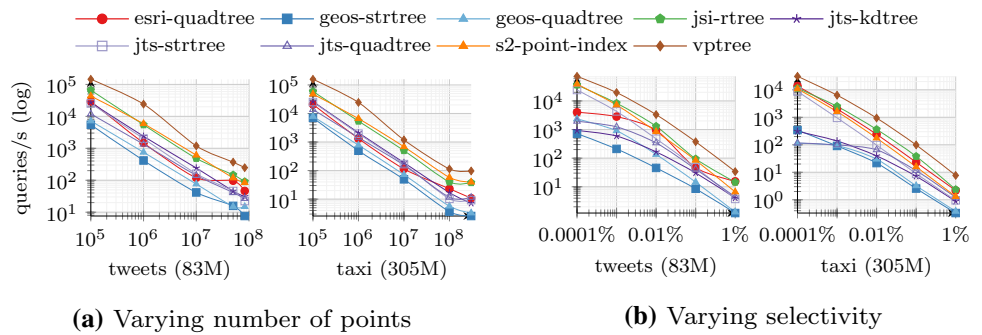 esri-quadtree geos-strtree geos-quadtree jsi-rtree jts-kdtree
jts-strtree jts-quadtree s2-point-index vptree
queries/s (log)
10^5
10^4
10^3
10^2
10^1
10^5 10^6 10^7 10^8
tweets (83M)
10^5
10^4
10^3
10^2
10^1
10^5 10^6 10^7 10^8
taxi (305M)
(a) Varying number of points
10^4
10^3
10^2
10^1
0.0001% 0.01% 1%
tweets (83M)
10^4
10^3
10^2
10^1
10^0
0.0001% 0.01% 1%
taxi (305M)
(b) Varying selectivity